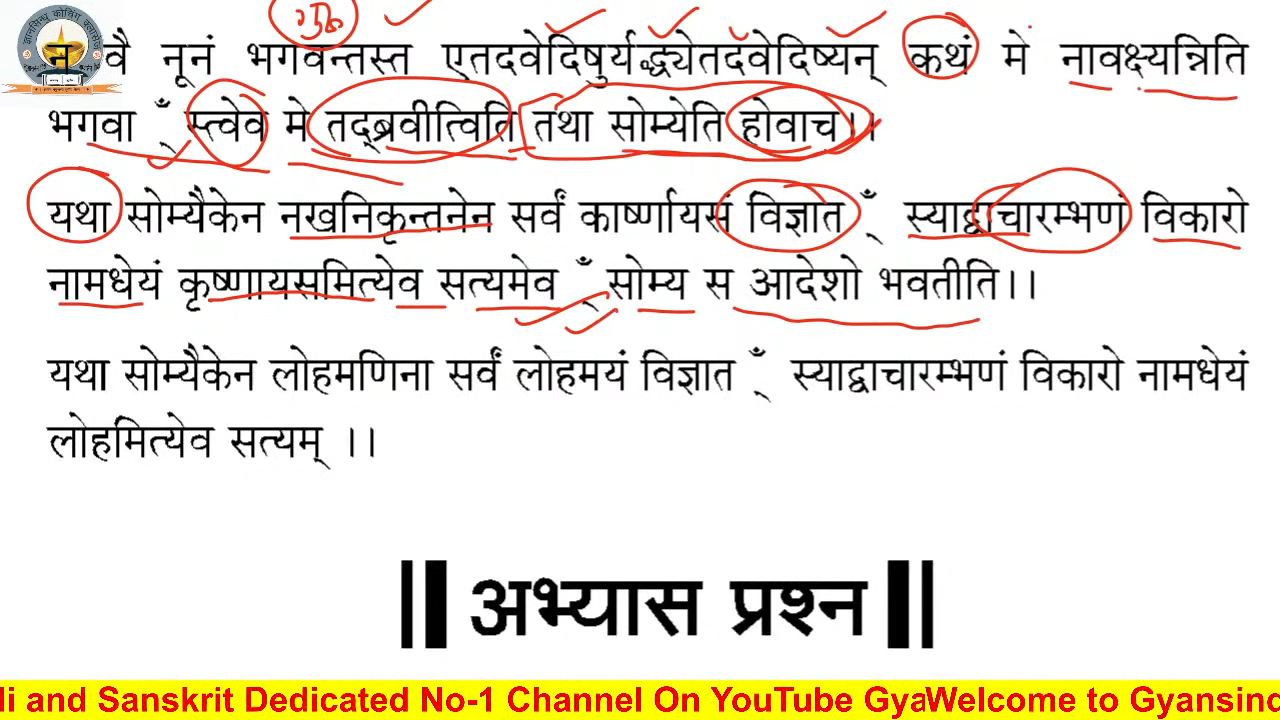 न वै नूनं भगवन्तस्त एतदवेदिषुर्यद्ध्येतदवेदिष्यन् कथं मे नावक्ष्यन्निति
भगवाँ्स्त्वेव मे तद्ब्रवीत्विति तथा सोम्येति होवाच।।
यथा सोम्यैकेन नखनिकृन्तनेन सर्वं कार्ष्णायसं विज्ञातँ् स्याद्वाचारम्भणं विकारो
नामधेयं कृष्णायसमित्येव सत्यमेवँ् सोम्य स आदेशो भवतीति।।
यथा सोम्यैकेन लोहमणिना सर्वं लोहमयं विज्ञातँ् स्याद्वाचारम्भणं विकारो नामधेयं
लोहमित्येव सत्यम् ।।
अभ्यास प्रश्न
di and Sanskrit Dedicated No-1 Channel On YouTube GyaWelcome to Gyansind